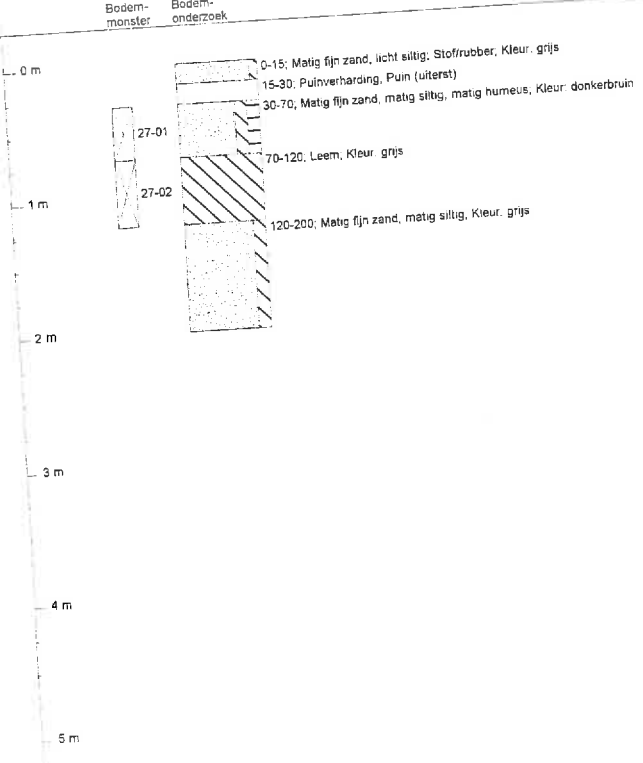 Bodem-
monster
Bodem-
onderzoek
0 m
0-15; Matig fijn zand, licht siltig; Stof/rubber; Kleur. grijs
15-30; Puinverharding, Puin (uiterst)
30-70; Matig fijn zand, matig siltig, matig humeus; Kleur: donkerbruin
27-01
70-120; Leem; Kleur. grijs
27-02
1 m
120-200; Matig fijn zand, matig siltig, Kleur. grijs
2 m
3 m
4 m
5 m